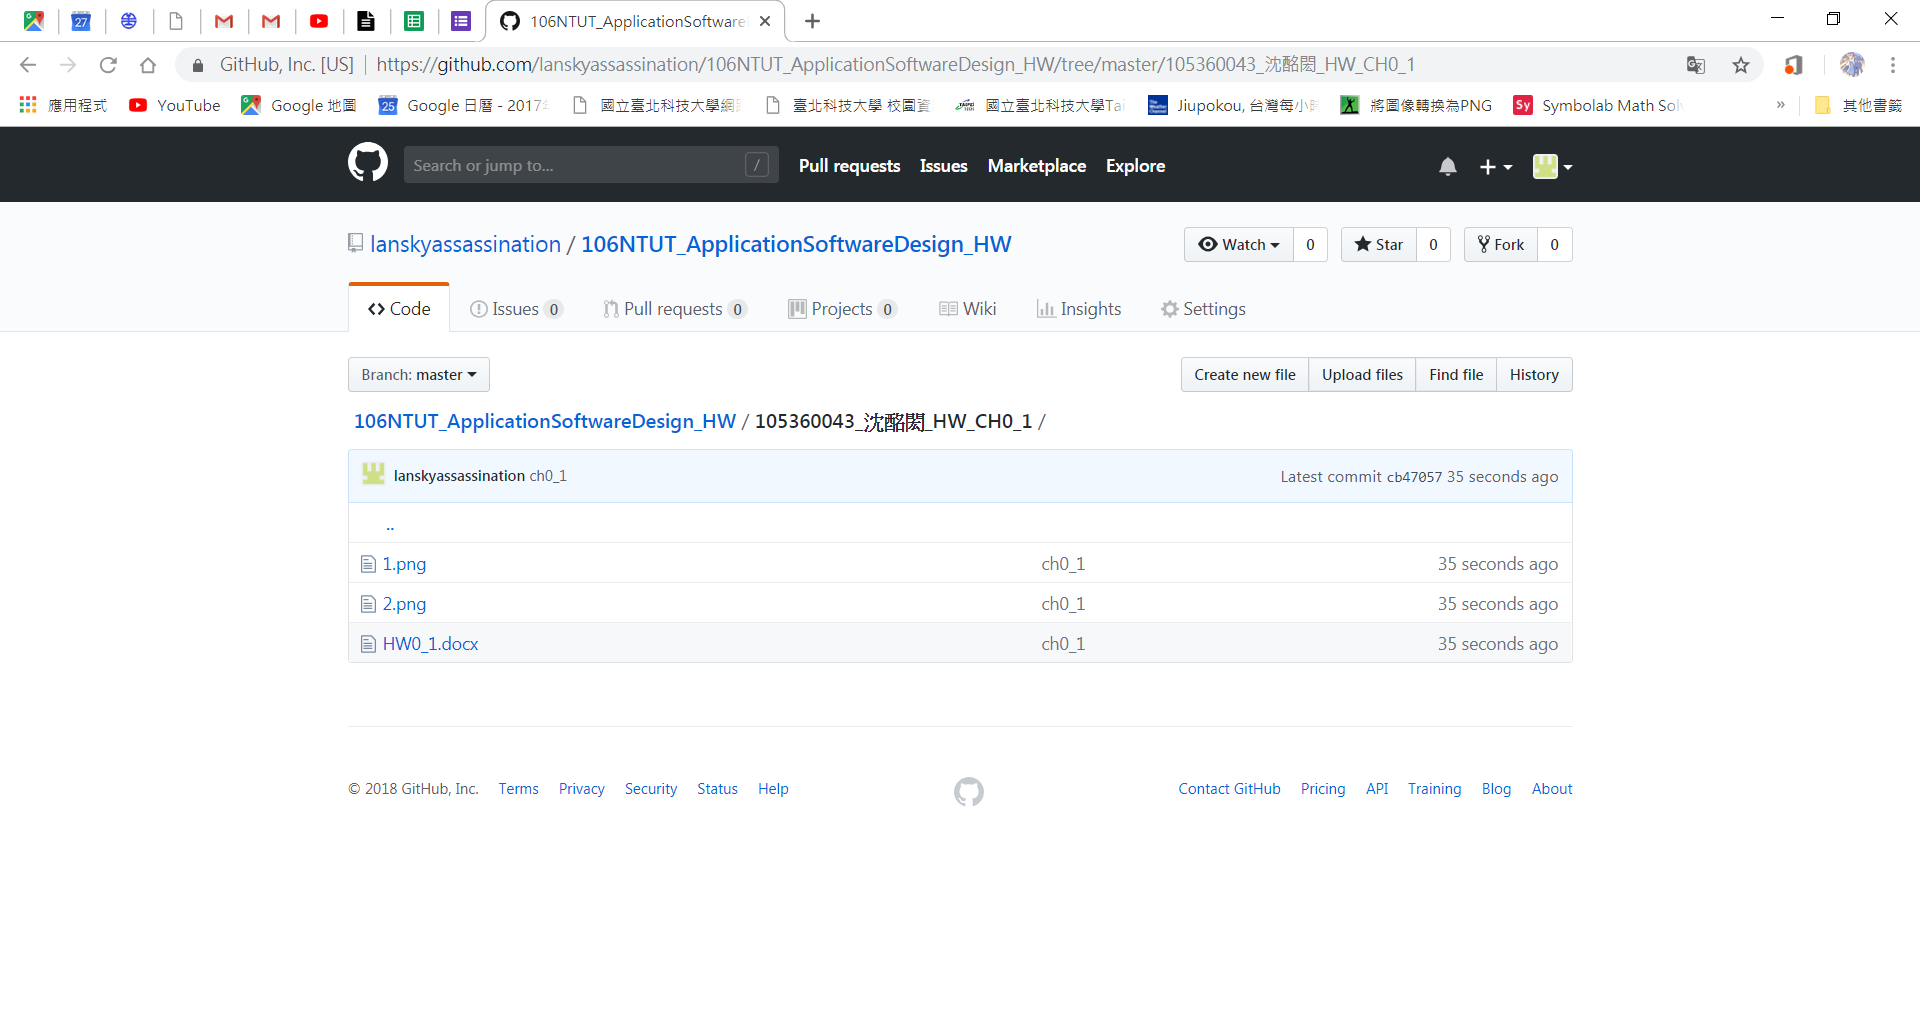 27
106NTUT_ApplicationSoftware
GitHub, Inc. [US] | https://github.com/lanskyassassination/106NTUT_ApplicationSoftwareDesign_HW/tree/master/105360043_沈酩閎_HW_CH0_1
應用程式 YouTube Google 地圖 25 Google 日曆 - 2017 國立臺北科技大學網 臺北科技大學 校園資 國立臺北科技大學Tai Jiupokou, 台灣每小時 將圖像轉換為PNG Sy Symbolab Math Sol » 其他書籤
Search or jump to... / Pull requests Issues Marketplace Explore
lanskyassassination / 106NTUT_ApplicationSoftwareDesign_HW Watch 0 Star 0 Fork 0
Code Issues 0 Pull requests 0 Projects 0 Wiki Insights Settings
Branch: master Create new file Upload files Find file History
106NTUT_ApplicationSoftwareDesign_HW / 105360043_沈酩閎_HW_CH0_1 /
lanskyassassination ch0_1 Latest commit cb47057 35 seconds ago
..
1.png ch0_1 35 seconds ago
2.png ch0_1 35 seconds ago
HW0_1.docx ch0_1 35 seconds ago
© 2018 GitHub, Inc. Terms Privacy Security Status Help Contact GitHub Pricing API Training Blog About